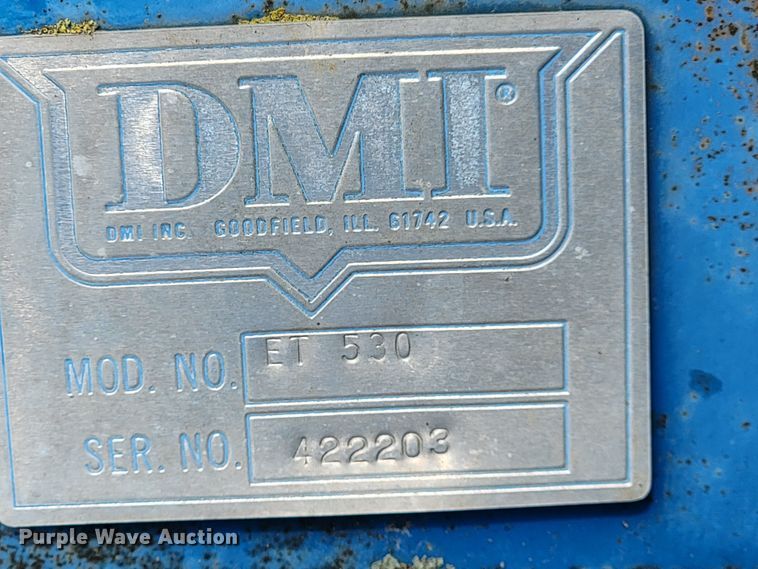 DMI®
DMI INC. GOODFIELD, ILL. 61742 U.S.A.
MOD. NO. ET 530
SER. NO. 422203
Purple Wave Auction